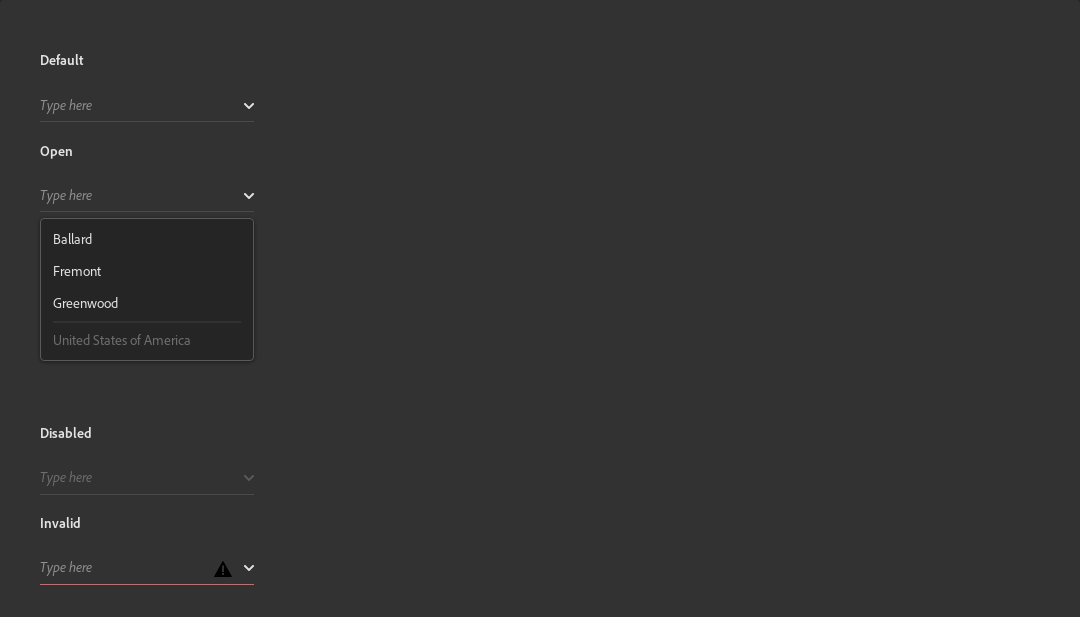 Default
Type here
Open
Type here
Ballard
Fremont
Greenwood
United States of America
Disabled
Type here
Invalid
Type here